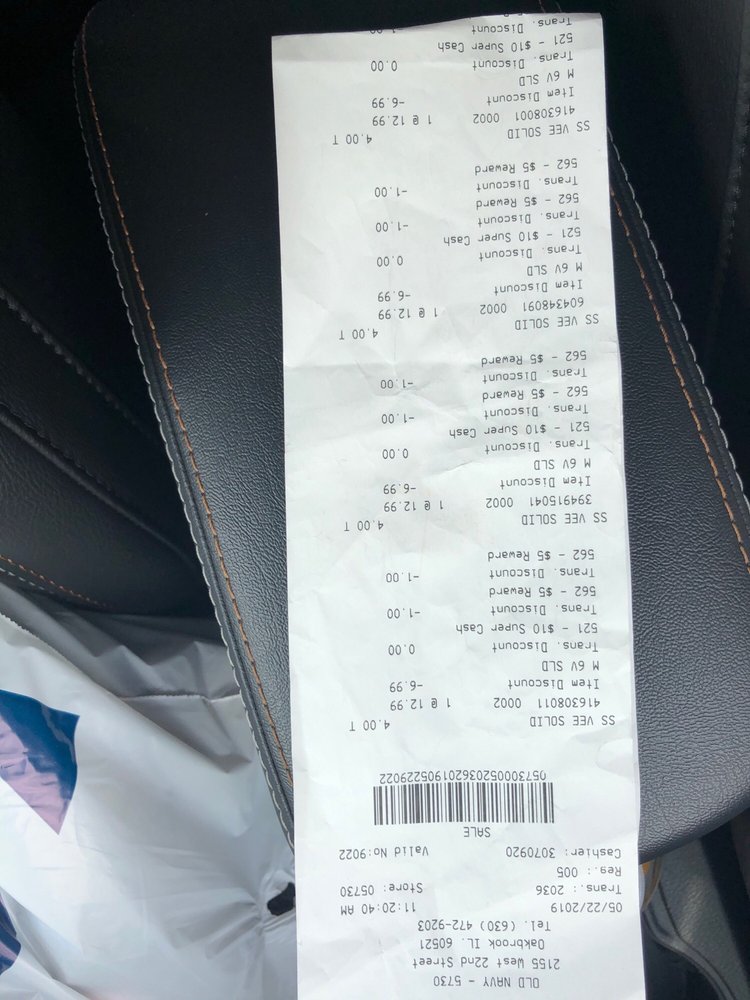 OLD NAVY - 5730
2155 West 22nd Street
Oakbrook IL. 60521
Tel. (630) 472-9203
05/22/2019 11:20:40 AM
Trans.: 2036 Store: 05730
Reg.: 005
Cashier: 3070920 Valid No:9022
SALE
0573000052036201905229022
SS VEE SOLID 4.00 T
416308011 0002 1 @ 12.99
Item Discount -6.99
M 6V SLD
Trans. Discount 0.00
521 - $10 Super Cash
Trans. Discount -1.00
562 - $5 Reward
Trans. Discount -1.00
562 - $5 Reward
SS VEE SOLID 4.00 T
394915041 0002 1 @ 12.99
Item Discount -6.99
M 6V SLD
Trans. Discount 0.00
521 - $10 Super Cash
Trans. Discount -1.00
562 - $5 Reward
Trans. Discount -1.00
562 - $5 Reward
SS VEE SOLID 4.00 T
604348091 0002 1 @ 12.99
Item Discount -6.99
M 6V SLD
Trans. Discount 0.00
521 - $10 Super Cash
Trans. Discount -1.00
562 - $5 Reward
Trans. Discount -1.00
562 - $5 Reward
SS VEE SOLID 4.00 T
416308001 0002 1 @ 12.99
Item Discount -6.99
M 6V SLD
Trans. Discount 0.00
521 - $10 Super Cash
Trans. Discount